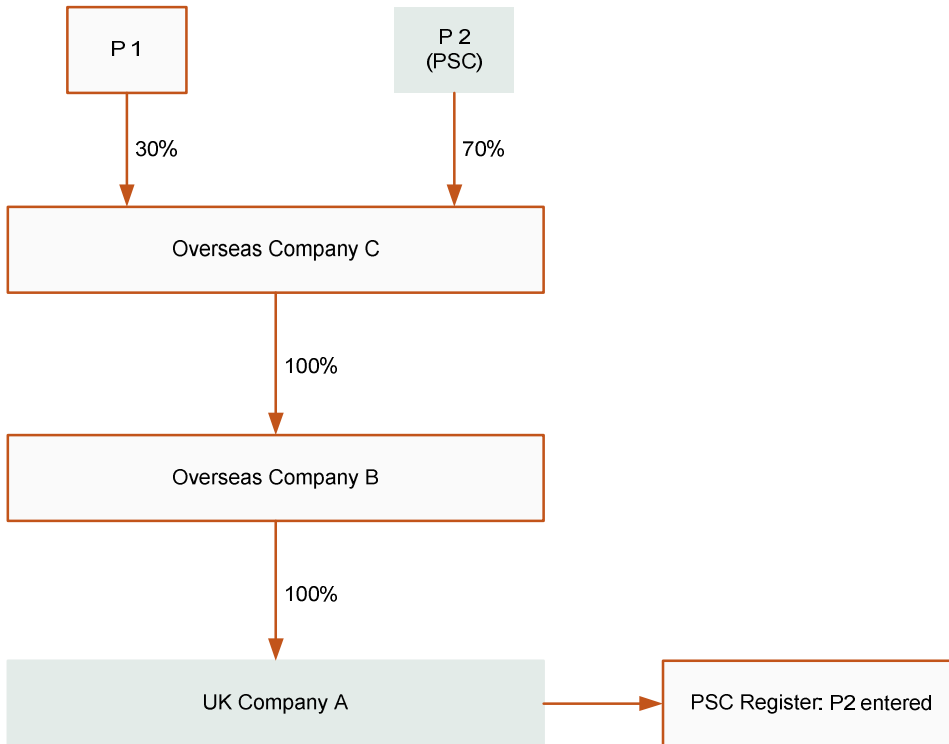 P 1
P 2
(PSC)
30%
70%
Overseas Company C
100%
Overseas Company B
100%
UK Company A
PSC Register: P2 entered